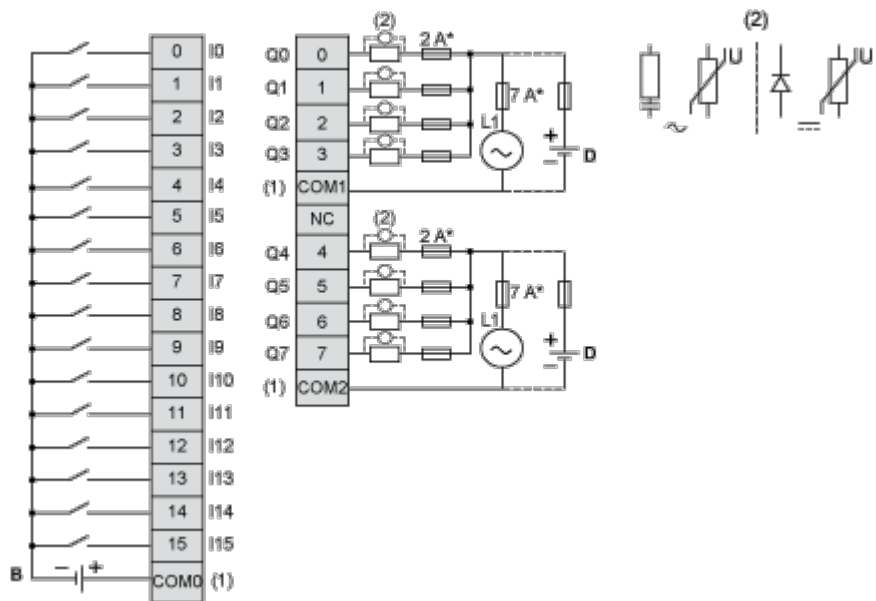 0 I0
1 I1
2 I2
3 I3
4 I4
5 I5
6 I6
7 I7
8 I8
9 I9
10 I10
11 I11
12 I12
13 I13
14 I14
15 I15
B − + COM0 (1)
(2)
Q0 0 2 A*
Q1 1 7 A*
Q2 2 L1
Q3 3 + − D
(1) COM1
NC (2)
Q4 4 2 A*
Q5 5 7 A*
Q6 6 L1
Q7 7 + − D
(1) COM2
(2)
U U